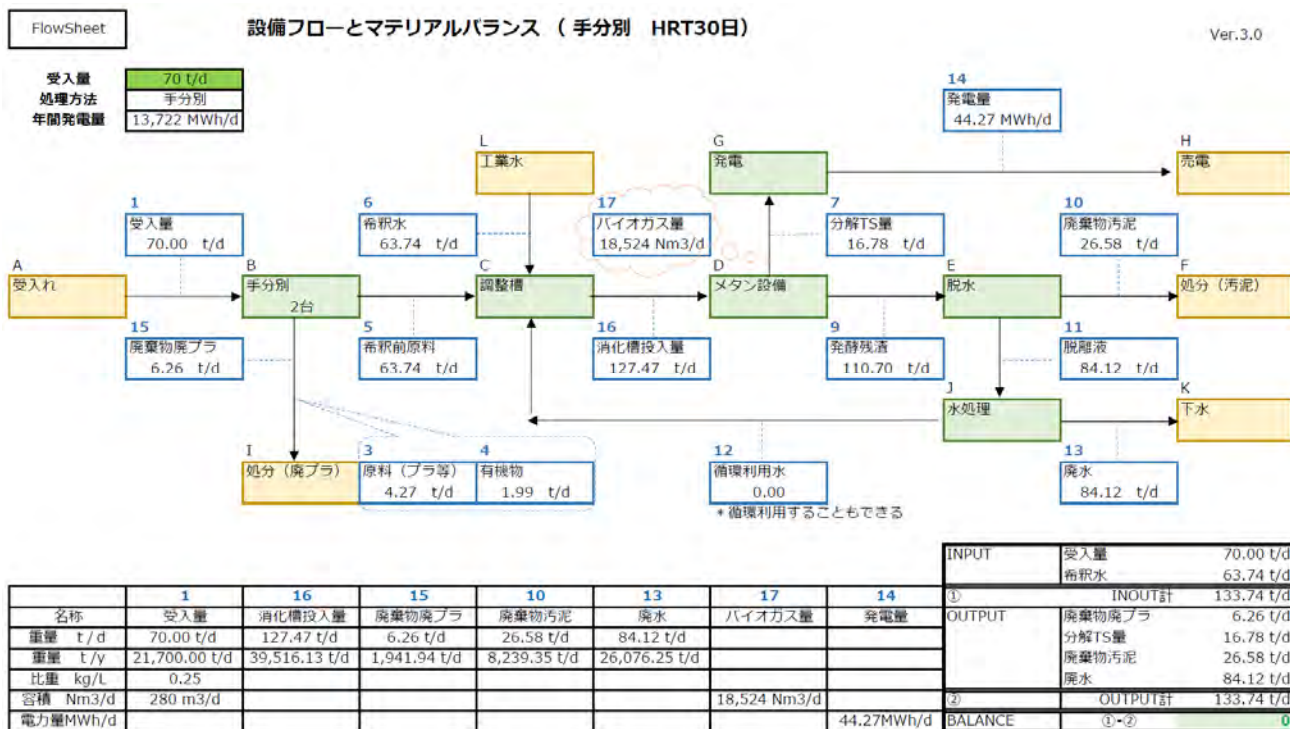 FlowSheet
設備フローとマテリアルバランス （ 手分別　HRT30日）
Ver.3.0
受入量 70 t/d
処理方法 手分別
年間発電量 13,722 MWh/d
14
発電量
44.27 MWh/d
L
工業水
G
発電
H
売電
1
受入量
70.00 t/d
6
希釈水
63.74 t/d
17
バイオガス量
18,524 Nm3/d
7
分解TS量
16.78 t/d
10
廃棄物汚泥
26.58 t/d
A
受入れ
B
手分別
2台
C
調整槽
D
メタン設備
E
脱水
F
処分（汚泥）
15
廃棄物廃プラ
6.26 t/d
5
希釈前原料
63.74 t/d
16
消化槽投入量
127.47 t/d
9
発酵残渣
110.70 t/d
11
脱離液
84.12 t/d
J
水処理
K
下水
I
処分（廃プラ）
3
原料（プラ等）
4.27 t/d
4
有機物
1.99 t/d
12
循環利用水
0.00
＊循環利用することもできる
13
廃水
84.12 t/d
INPUT 受入量 70.00 t/d
希釈水 63.74 t/d
① INOUT計 133.74 t/d
OUTPUT 廃棄物廃プラ 6.26 t/d
分解TS量 16.78 t/d
廃棄物汚泥 26.58 t/d
廃水 84.12 t/d
② OUTPUT計 133.74 t/d
BALANCE ①-② 0
1 16 15 10 13 17 14
名称 受入量 消化槽投入量 廃棄物廃プラ 廃棄物汚泥 廃水 バイオガス量 発電量
重量 t/d 70.00 t/d 127.47 t/d 6.26 t/d 26.58 t/d 84.12 t/d
重量 t/y 21,700.00 t/d 39,516.13 t/d 1,941.94 t/d 8,239.35 t/d 26,076.25 t/d
比重 kg/L 0.25
容積 Nm3/d 280 m3/d 18,524 Nm3/d
電力量MWh/d 44.27MWh/d